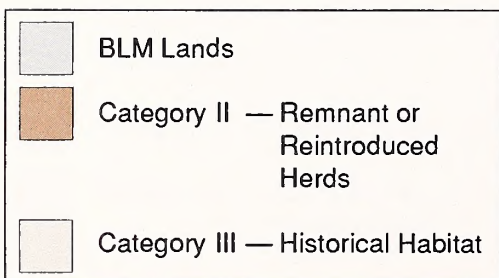 BLM Lands
Category II — Remnant or
Reintroduced
Herds
Category III — Historical Habitat